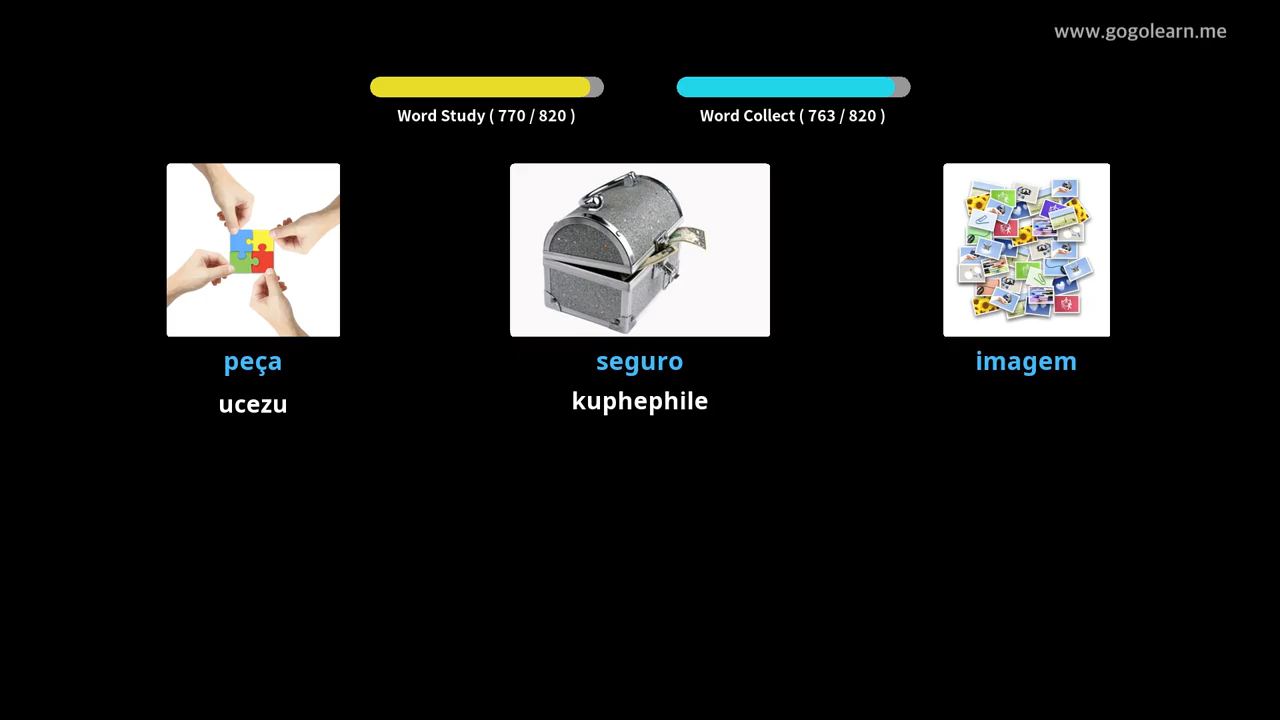 www.gogolearn.me
Word Study ( 770 / 820 )
Word Collect ( 763 / 820 )
peça
seguro
imagem
ucezu
kuphephile